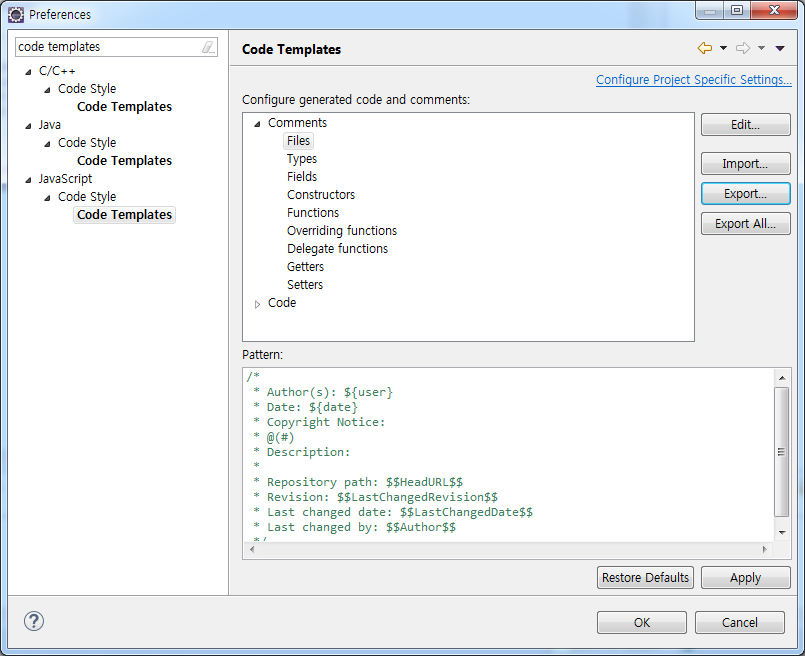 Preferences
code templates
C/C++
Code Style
Code Templates
Java
Code Style
Code Templates
JavaScript
Code Style
Code Templates
Code Templates
Configure Project Specific Settings...
Configure generated code and comments:
Comments
Files
Types
Fields
Constructors
Functions
Overriding functions
Delegate functions
Getters
Setters
Code
Edit...
Import...
Export...
Export All...
Pattern:
/*
* Author(s): ${user}
* Date: ${date}
* Copyright Notice:
* @(#)
* Description:
*
* Repository path: $$HeadURL$$
* Revision: $$LastChangedRevision$$
* Last changed date: $$LastChangedDate$$
* Last changed by: $$Author$$
*/
Restore Defaults
Apply
?
OK
Cancel